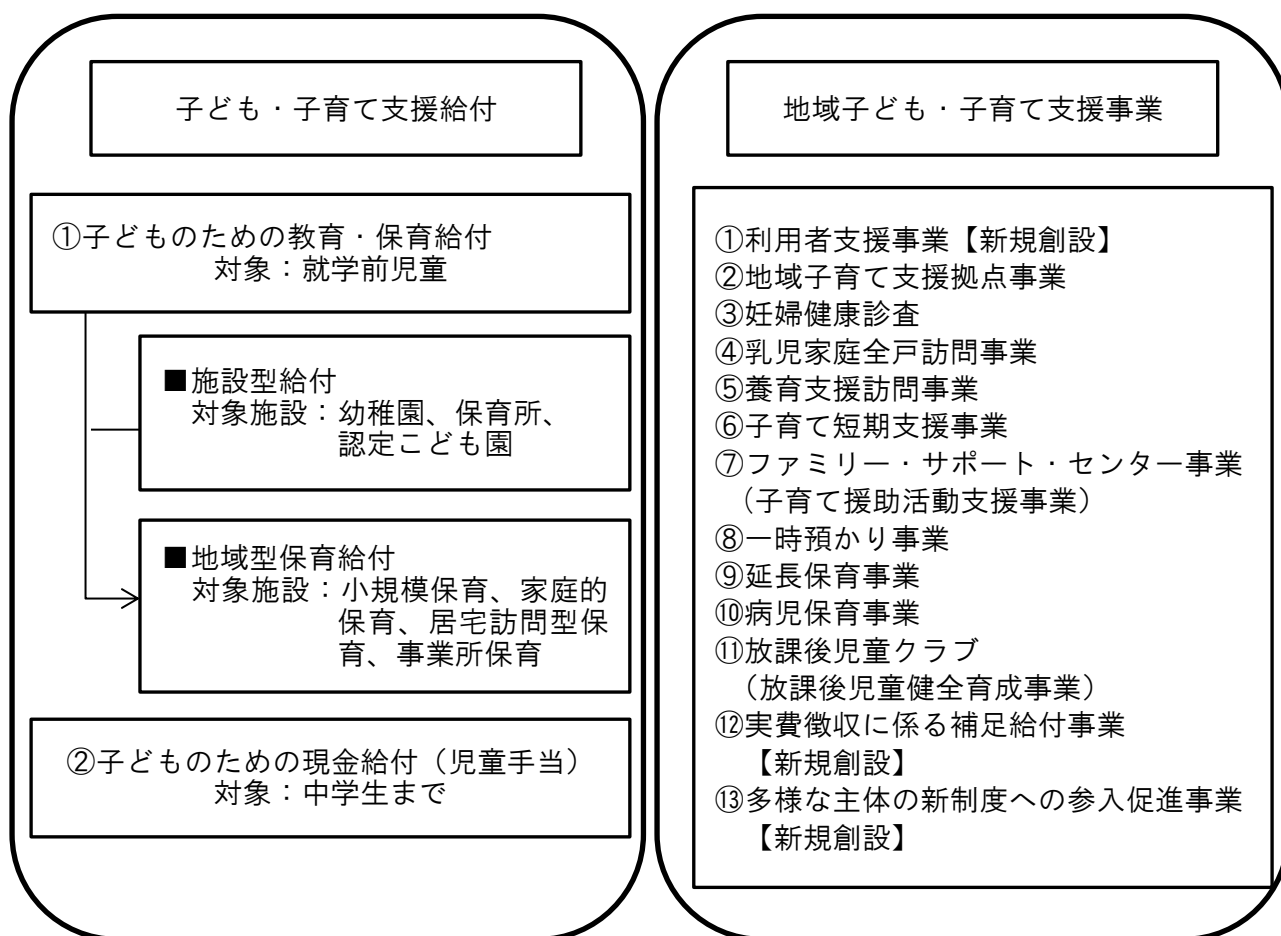 子ども・子育て支援給付
①子どものための教育・保育給付
対象：就学前児童
■施設型給付
対象施設：幼稚園、保育所、
認定こども園
■地域型保育給付
対象施設：小規模保育、家庭的
保育、居宅訪問型保
育、事業所保育
②子どものための現金給付（児童手当）
対象：中学生まで
地域子ども・子育て支援事業
①利用者支援事業【新規創設】
②地域子育て支援拠点事業
③妊婦健康診査
④乳児家庭全戸訪問事業
⑤養育支援訪問事業
⑥子育て短期支援事業
⑦ファミリー・サポート・センター事業
（子育て援助活動支援事業）
⑧一時預かり事業
⑨延長保育事業
⑩病児保育事業
⑪放課後児童クラブ
（放課後児童健全育成事業）
⑫実費徴収に係る補足給付事業
【新規創設】
⑬多様な主体の新制度への参入促進事業
【新規創設】